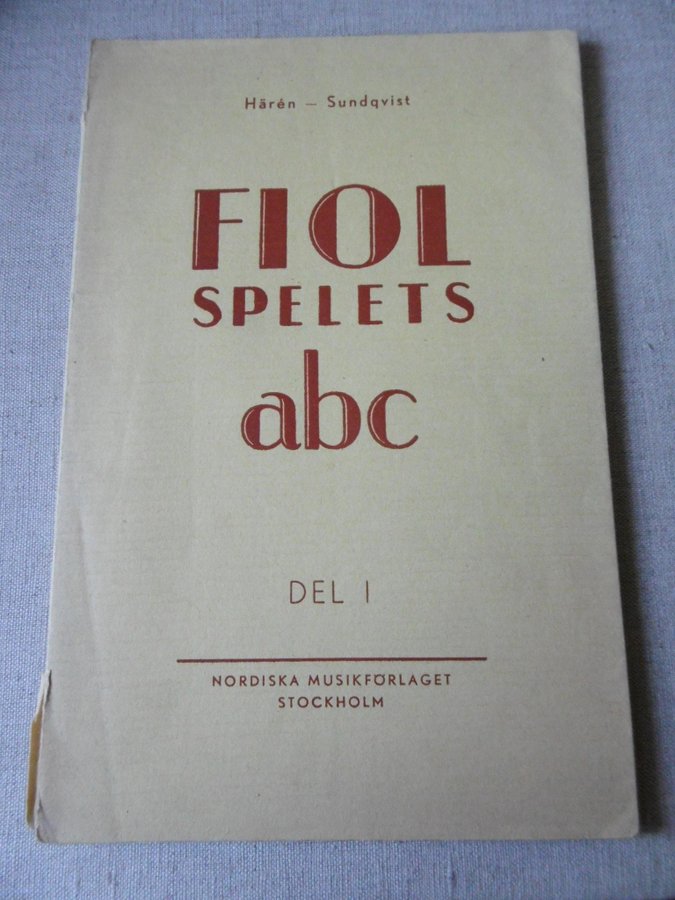 Härén – Sundqvist
FIOL
SPELETS
abc
DEL I
NORDISKA MUSIKFÖRLAGET
STOCKHOLM